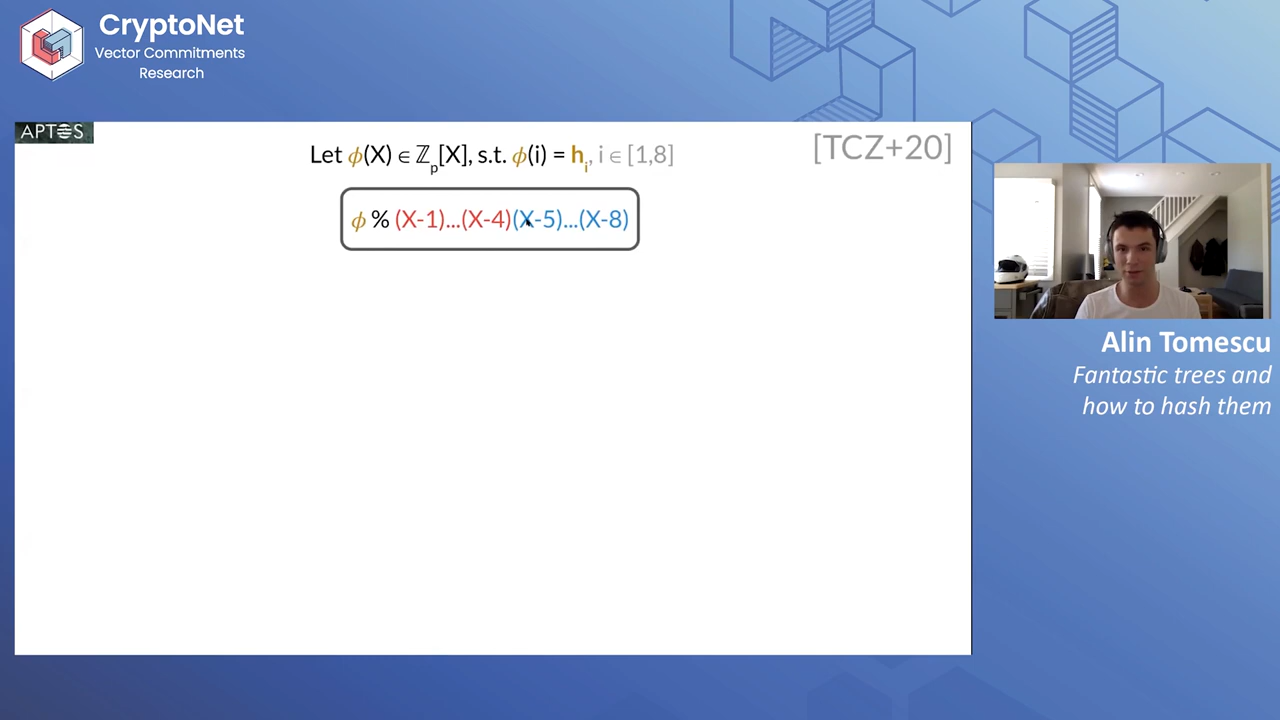 CryptoNet
Vector Commitments
Research
APTOS
Let ϕ(X) ∈ ℤₚ[X], s.t. ϕ(i) = hᵢ, i ∈ [1,8]
[TCZ+20]
ϕ % (X-1)...(X-4)(X-5)...(X-8)
Alin Tomescu
Fantastic trees and
how to hash them